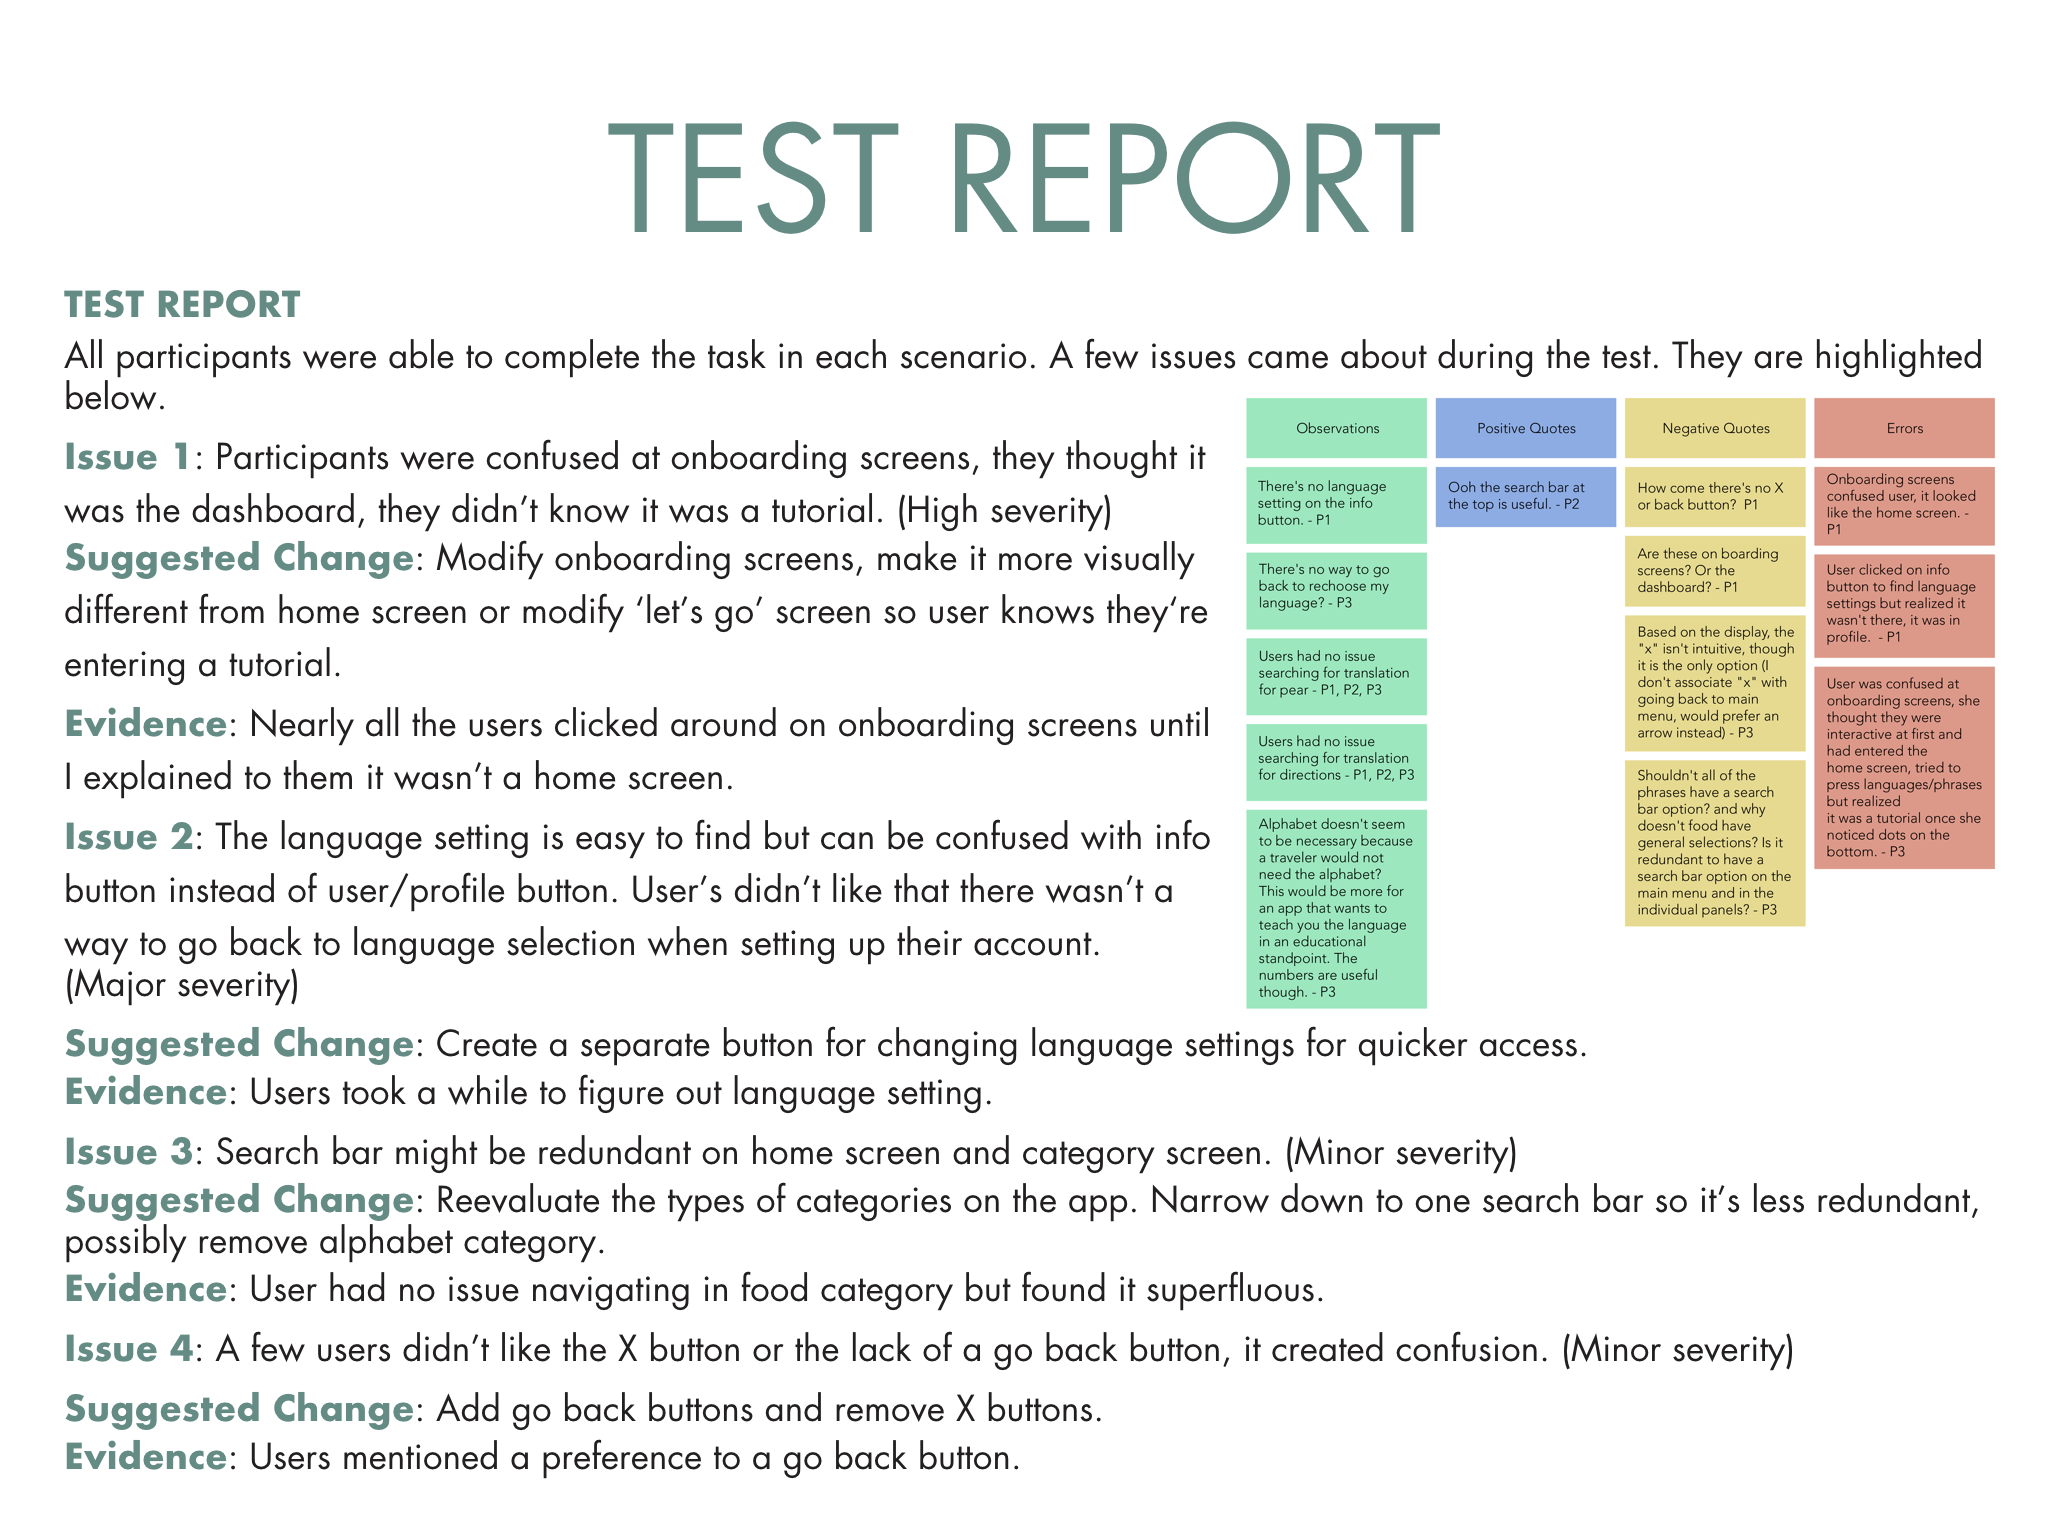 TEST REPORT
TEST REPORT
All participants were able to complete the task in each scenario. A few issues came about during the test. They are highlighted
below.
Issue 1: Participants were confused at onboarding screens, they thought it
was the dashboard, they didn’t know it was a tutorial. (High severity)
Suggested Change: Modify onboarding screens, make it more visually
different from home screen or modify ‘let’s go’ screen so user knows they’re
entering a tutorial.
Evidence: Nearly all the users clicked around on onboarding screens until
I explained to them it wasn’t a home screen.
Issue 2: The language setting is easy to find but can be confused with info
button instead of user/profile button. User’s didn’t like that there wasn’t a
way to go back to language selection when setting up their account.
(Major severity)
Suggested Change: Create a separate button for changing language settings for quicker access.
Evidence: Users took a while to figure out language setting.
Issue 3: Search bar might be redundant on home screen and category screen. (Minor severity)
Suggested Change: Reevaluate the types of categories on the app. Narrow down to one search bar so it’s less redundant,
possibly remove alphabet category.
Evidence: User had no issue navigating in food category but found it superfluous.
Issue 4: A few users didn’t like the X button or the lack of a go back button, it created confusion. (Minor severity)
Suggested Change: Add go back buttons and remove X buttons.
Evidence: Users mentioned a preference to a go back button.
Observations
There's no language
setting on the info
button. - P1
There's no way to go
back to rechoose my
language? - P3
Users had no issue
searching for translation
for pear - P1, P2, P3
Users had no issue
searching for translation
for directions - P1, P2, P3
Alphabet doesn't seem
to be necessary because
a traveler would not
need the alphabet?
This would be more for
an app that wants to
teach you the language
in an educational
standpoint. The
numbers are useful
though. - P3
Positive Quotes
Ooh the search bar at
the top is useful. - P2
Negative Quotes
How come there's no X
or back button?  P1
Are these on boarding
screens? Or the
dashboard? - P1
Based on the display, the
"x" isn't intuitive, though
it is the only option (I
don't associate "x" with
going back to main
menu, would prefer an
arrow instead) - P3
Shouldn't all of the
phrases have a search
bar option? and why
doesn't food have
general selections? Is it
redundant to have a
search bar option on the
main menu and in the
individual panels? - P3
Errors
Onboarding screens
confused user, it looked
like the home screen. -
P1
User clicked on info
button to find language
settings but realized it
wasn't there, it was in
profile.  - P1
User was confused at
onboarding screens, she
thought they were
interactive at first and
had entered the
home screen, tried to
press languages/phrases
but realized
it was a tutorial once she
noticed dots on the
bottom. - P3